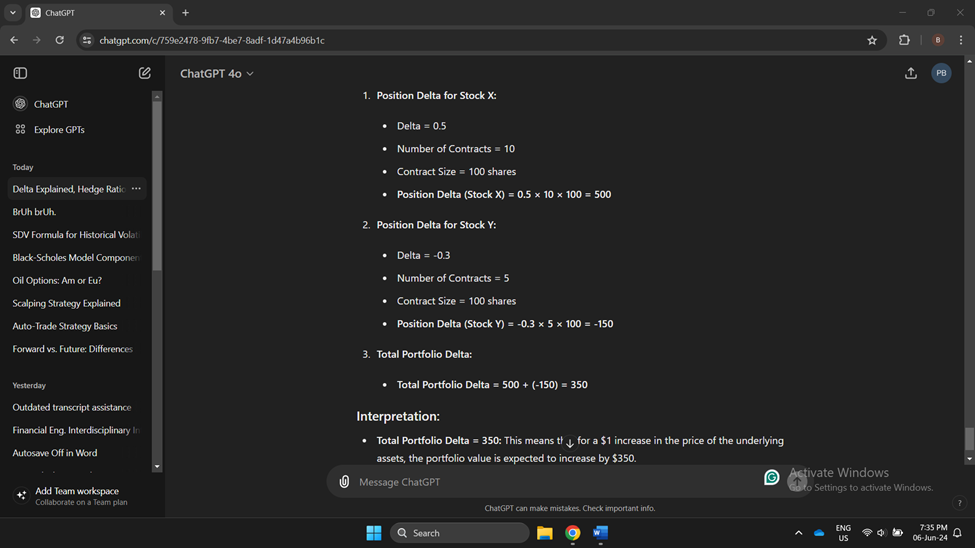 ChatGPT
chatgpt.com/c/759e2478-9fb7-4be7-8adf-1d47a4b96b1c
B
ChatGPT 4o
PB
ChatGPT
Explore GPTs
Today
Delta Explained, Hedge Ratio
BrUh brUh.
SDV Formula for Historical Volati
Black-Scholes Model Componen
Oil Options: Am or Eu?
Scalping Strategy Explained
Auto-Trade Strategy Basics
Forward vs. Future: Differences
Yesterday
Outdated transcript assistance
Financial Eng. Interdisciplinary In
Autosave Off in Word
Add Team workspace
Collaborate on a Team plan
1. Position Delta for Stock X:
• Delta = 0.5
• Number of Contracts = 10
• Contract Size = 100 shares
• Position Delta (Stock X) = 0.5 × 10 × 100 = 500
2. Position Delta for Stock Y:
• Delta = -0.3
• Number of Contracts = 5
• Contract Size = 100 shares
• Position Delta (Stock Y) = -0.3 × 5 × 100 = -150
3. Total Portfolio Delta:
• Total Portfolio Delta = 500 + (-150) = 350
Interpretation:
• Total Portfolio Delta = 350: This means for a $1 increase in the price of the underlying
assets, the portfolio value is expected to increase by $350.
Message ChatGPT
Activate Windows
Go to Settings to activate Windows.
ChatGPT can make mistakes. Check important info.
?
Search
ENG
US
7:35 PM
06-Jun-24